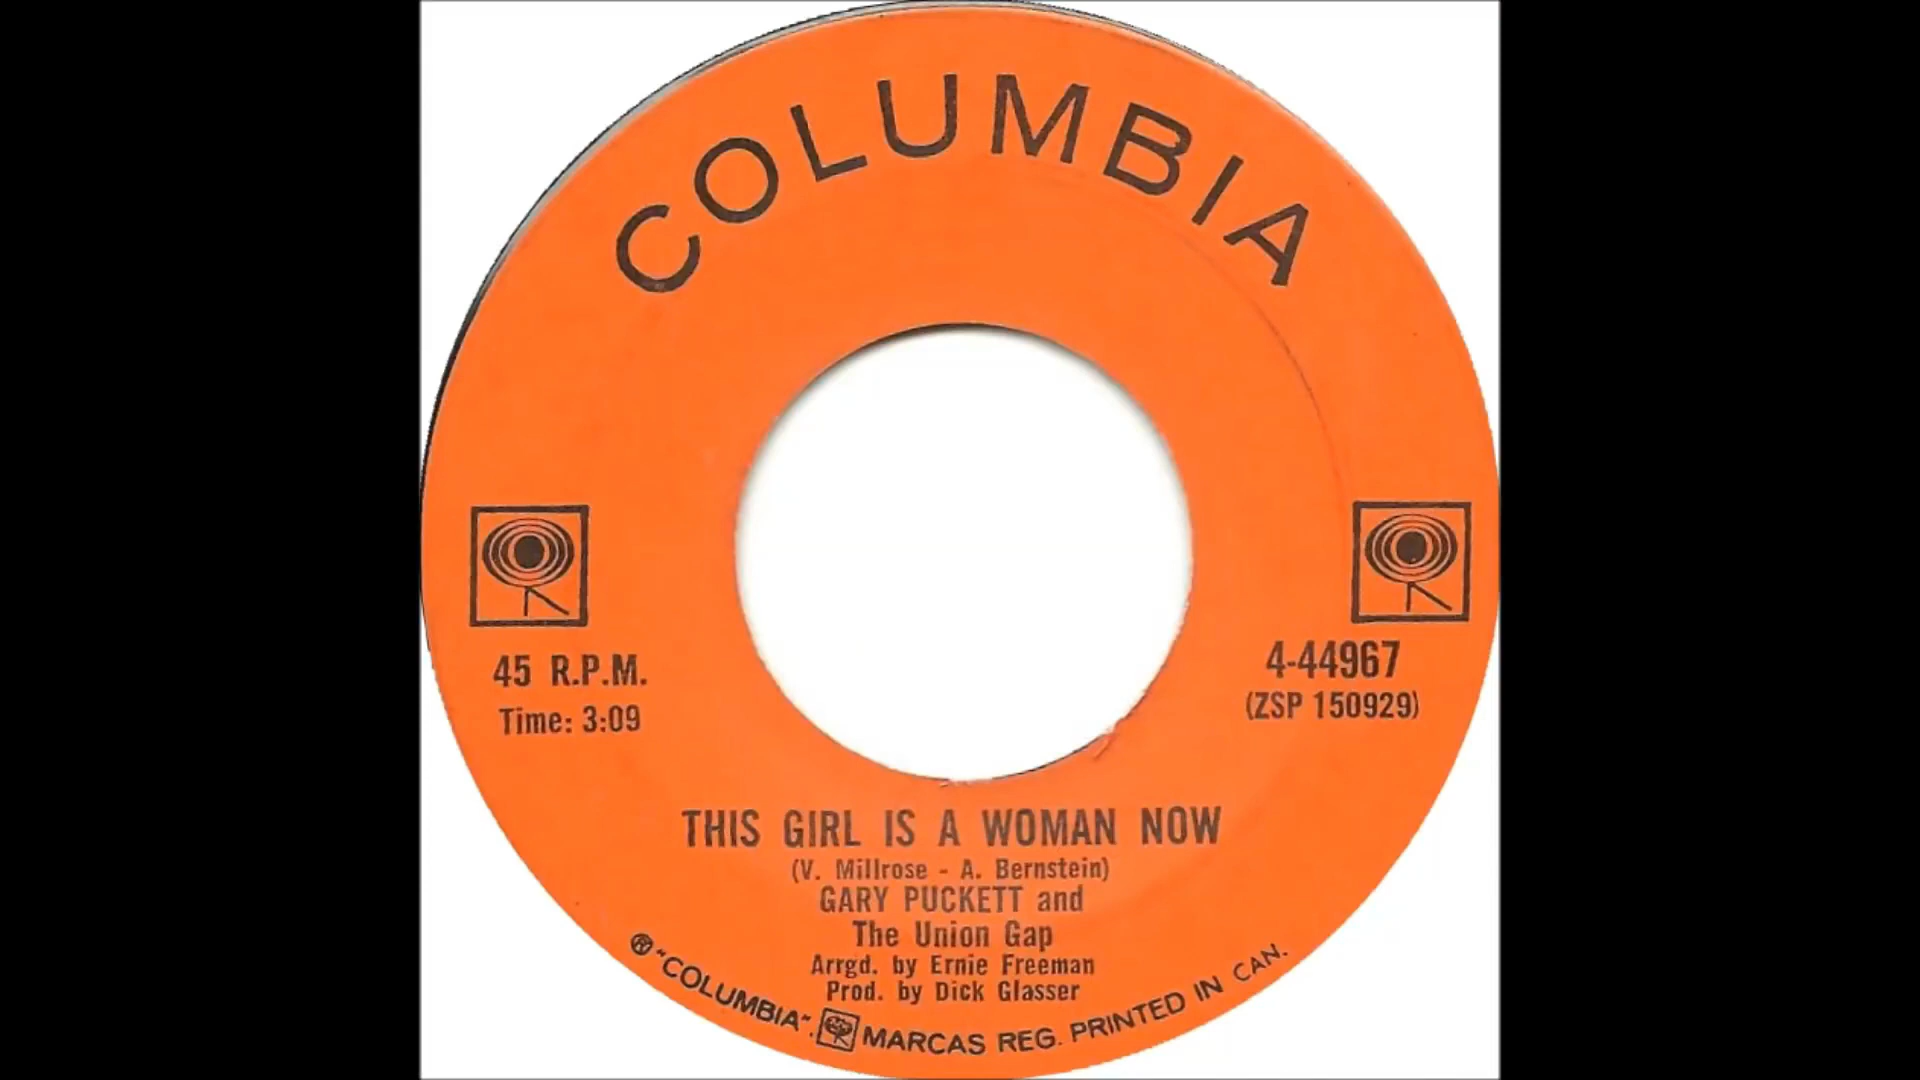 COLUMBIA
45 R.P.M.
Time: 3:09
4-44967
(ZSP 150929)
THIS GIRL IS A WOMAN NOW
(V. Millrose - A. Bernstein)
GARY PUCKETT and
The Union Gap
Arrgd. by Ernie Freeman
Prod. by Dick Glasser
® "COLUMBIA". MARCAS REG. PRINTED IN CAN.